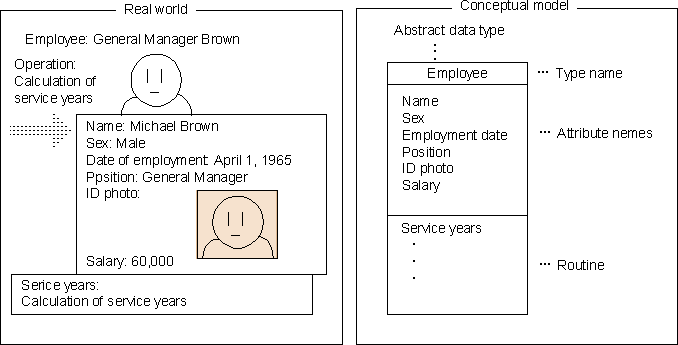 Real world
Employee: General Manager Brown
Operation:
Calculation of
service years
Name: Michael Brown
Sex: Male
Date of employment: April 1, 1965
Ppsition: General Manager
ID photo:
Salary: 60,000
Serice years:
Calculation of service years
Conceptual model
Abstract data type
Employee
··· Type name
Name
Sex
Employment date
Position
ID photo
Salary
··· Attribute nemes
Service years
··· Routine